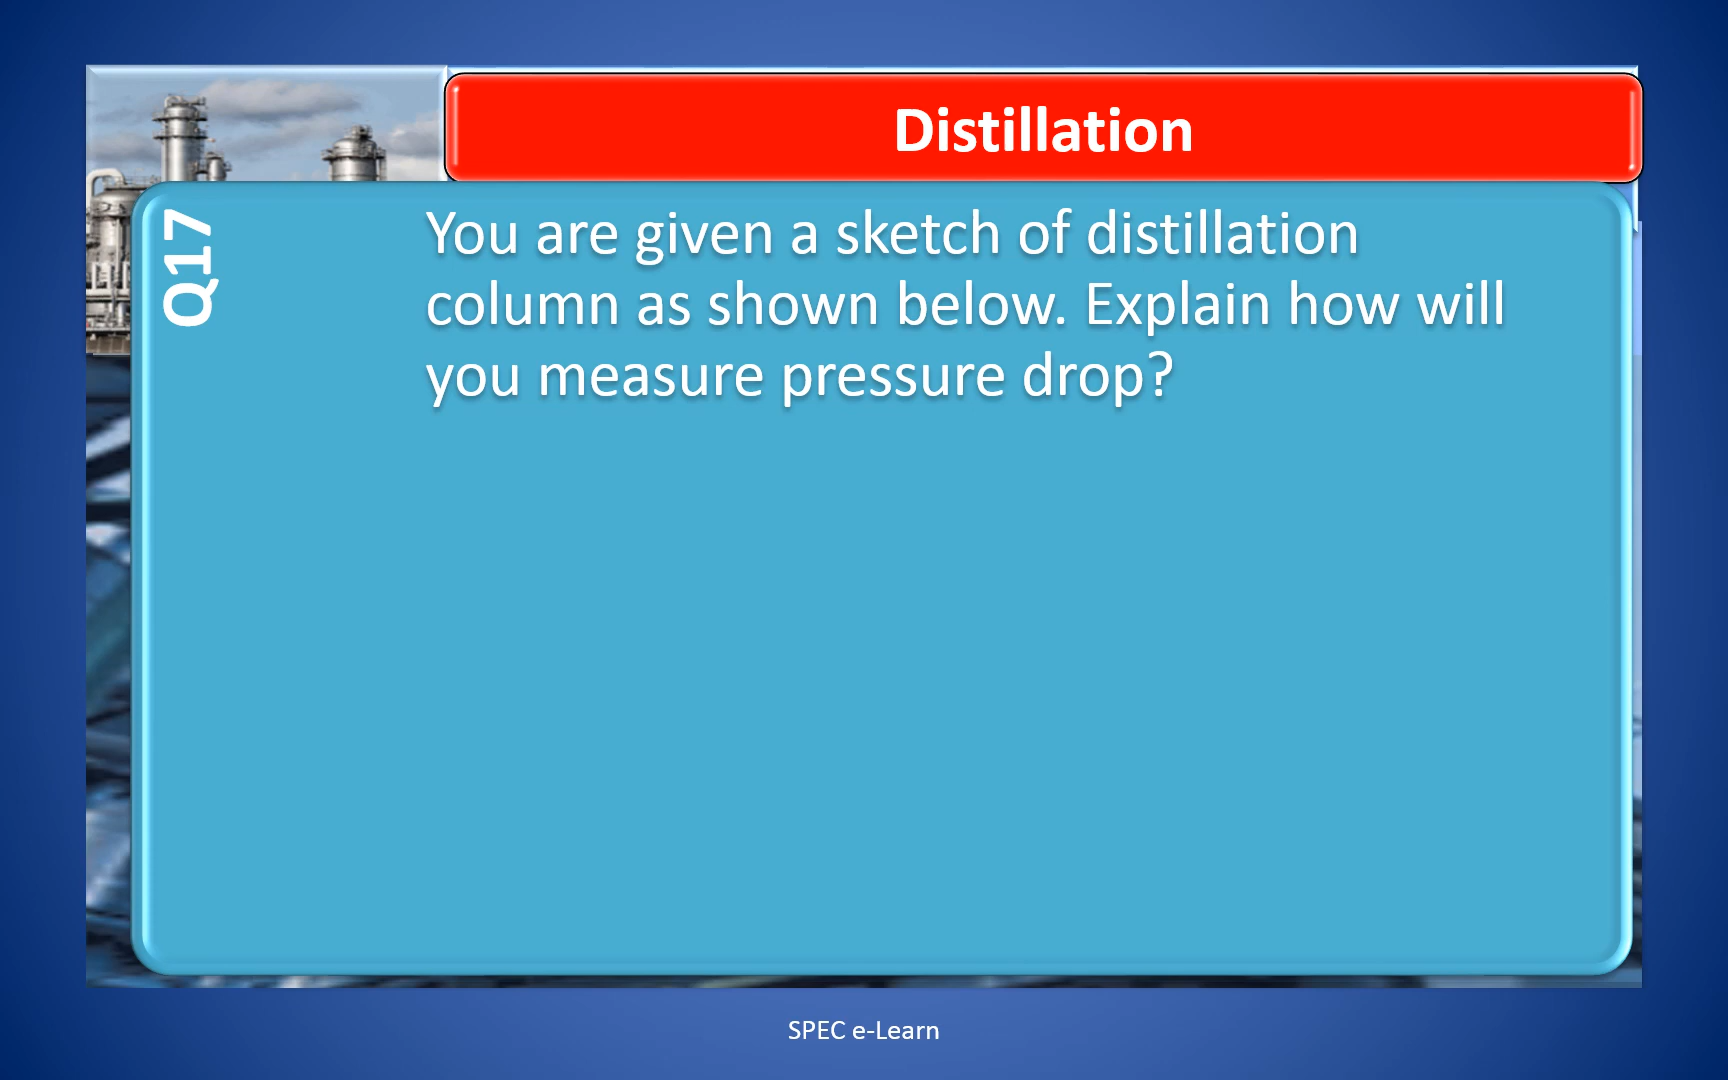 Distillation
Q17
You are given a sketch of distillation
column as shown below. Explain how will
you measure pressure drop?
SPEC e-Learn